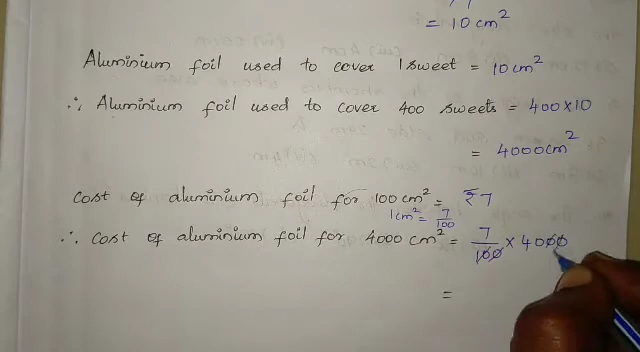 = 10 cm²
Aluminium foil used to cover 1 sweet = 10 cm²
∴ Aluminium foil used to cover 400 sweets = 400 × 10
= 4000 cm²
Cost of aluminium foil for 100 cm² = ₹7
1 cm² = 7/100
∴ Cost of aluminium foil for 4000 cm² = 7/100 × 4000
=